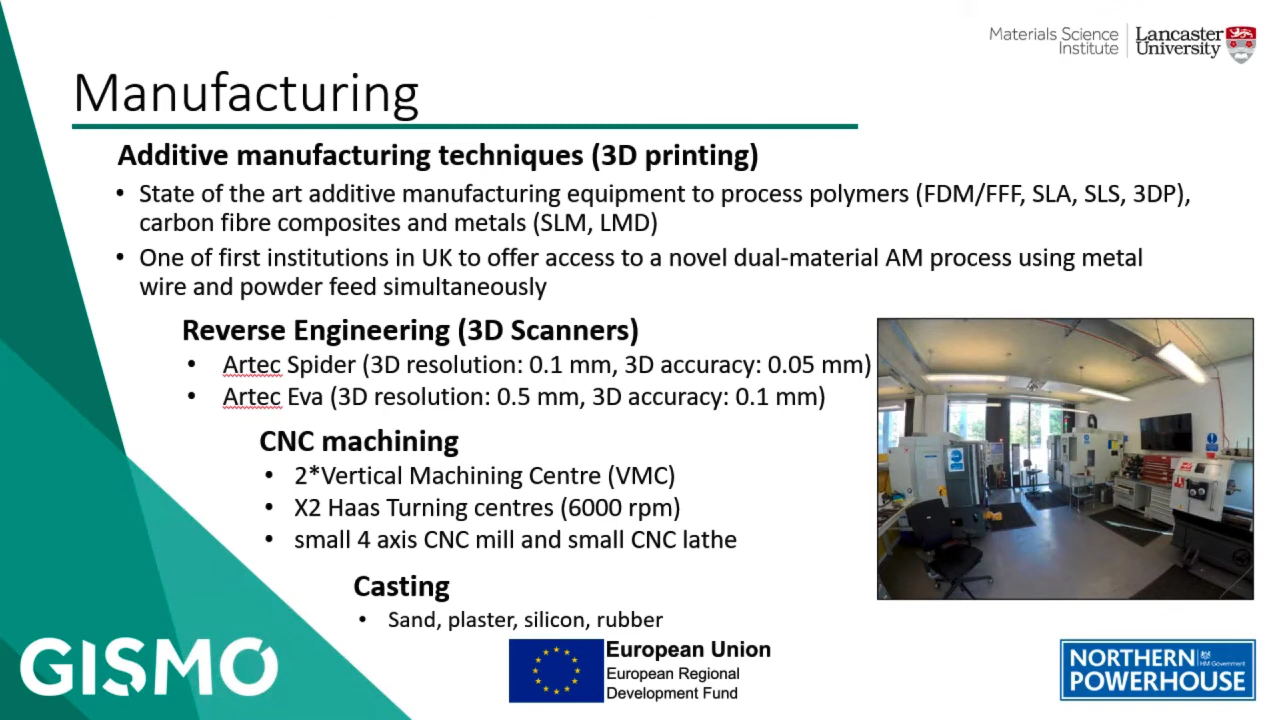 Materials Science
Institute
Lancaster
University
Manufacturing
Additive manufacturing techniques (3D printing)
• State of the art additive manufacturing equipment to process polymers (FDM/FFF, SLA, SLS, 3DP),
carbon fibre composites and metals (SLM, LMD)
• One of first institutions in UK to offer access to a novel dual-material AM process using metal
wire and powder feed simultaneously
Reverse Engineering (3D Scanners)
• Artec Spider (3D resolution: 0.1 mm, 3D accuracy: 0.05 mm)
• Artec Eva (3D resolution: 0.5 mm, 3D accuracy: 0.1 mm)
CNC machining
• 2*Vertical Machining Centre (VMC)
• X2 Haas Turning centres (6000 rpm)
• small 4 axis CNC mill and small CNC lathe
Casting
• Sand, plaster, silicon, rubber
GISMO
European Union
European Regional
Development Fund
NORTHERN
HM Government
POWERHOUSE